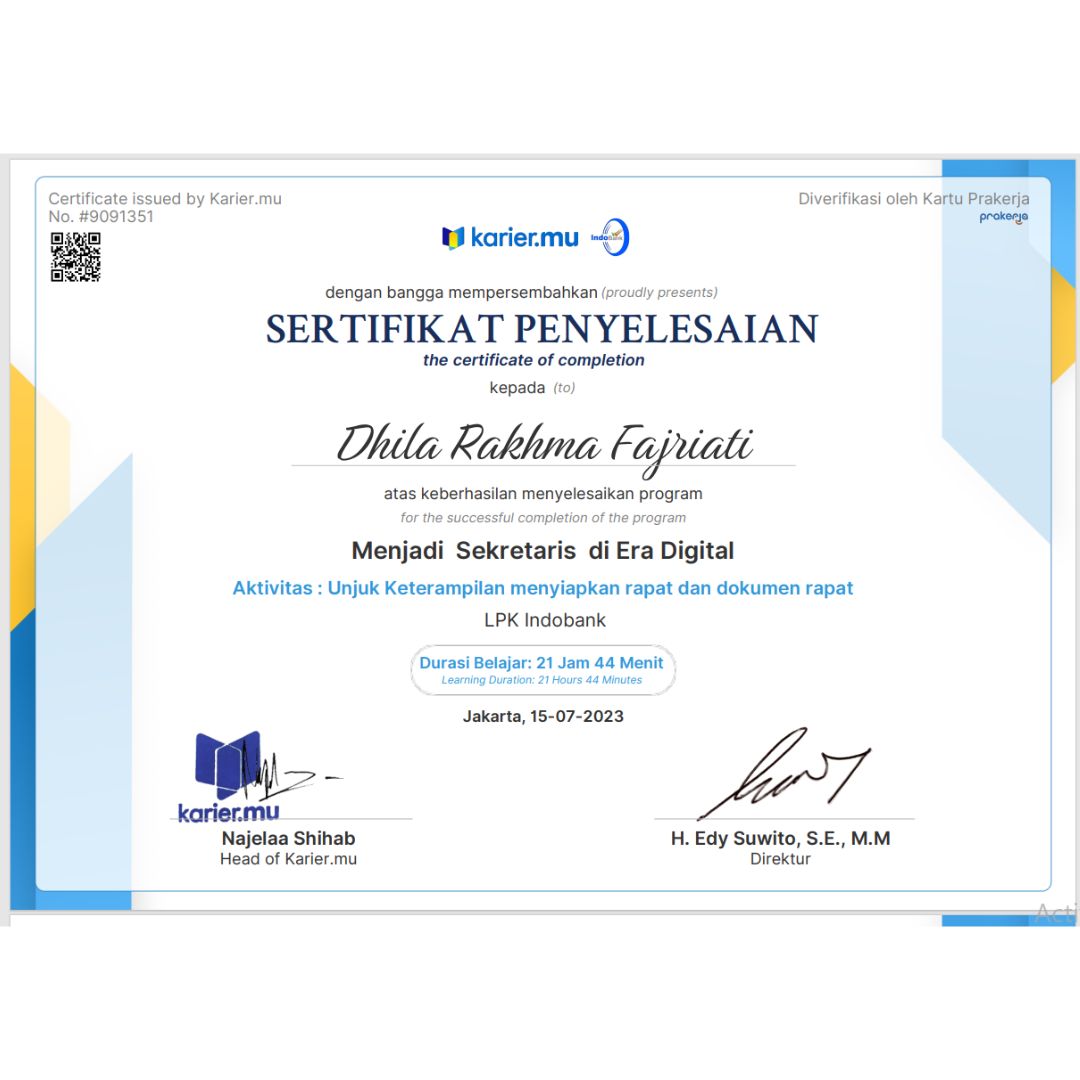 Certificate issued by Karier.mu
No. #9091351
Diverifikasi oleh Kartu Prakerja
prakerja
karier.mu
dengan bangga mempersembahkan (proudly presents)
SERTIFIKAT PENYELESAIAN
the certificate of completion
kepada (to)
Dhila Rakhma Fajriati
atas keberhasilan menyelesaikan program
for the successful completion of the program
Menjadi Sekretaris di Era Digital
Aktivitas : Unjuk Keterampilan menyiapkan rapat dan dokumen rapat
LPK Indobank
Durasi Belajar: 21 Jam 44 Menit
Learning Duration: 21 Hours 44 Minutes
Jakarta, 15-07-2023
karier.mu
Najelaa Shihab
Head of Karier.mu
H. Edy Suwito, S.E., M.M
Direktur